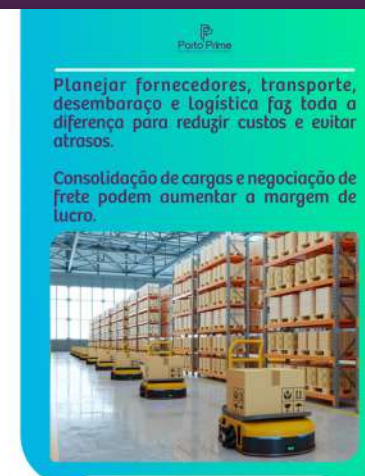 Porto Prime
Planejar fornecedores, transporte,
desembaraço e logística faz toda a
diferença para reduzir custos e evitar
atrasos.
Consolidação de cargas e negociação de
frete podem aumentar a margem de
lucro.